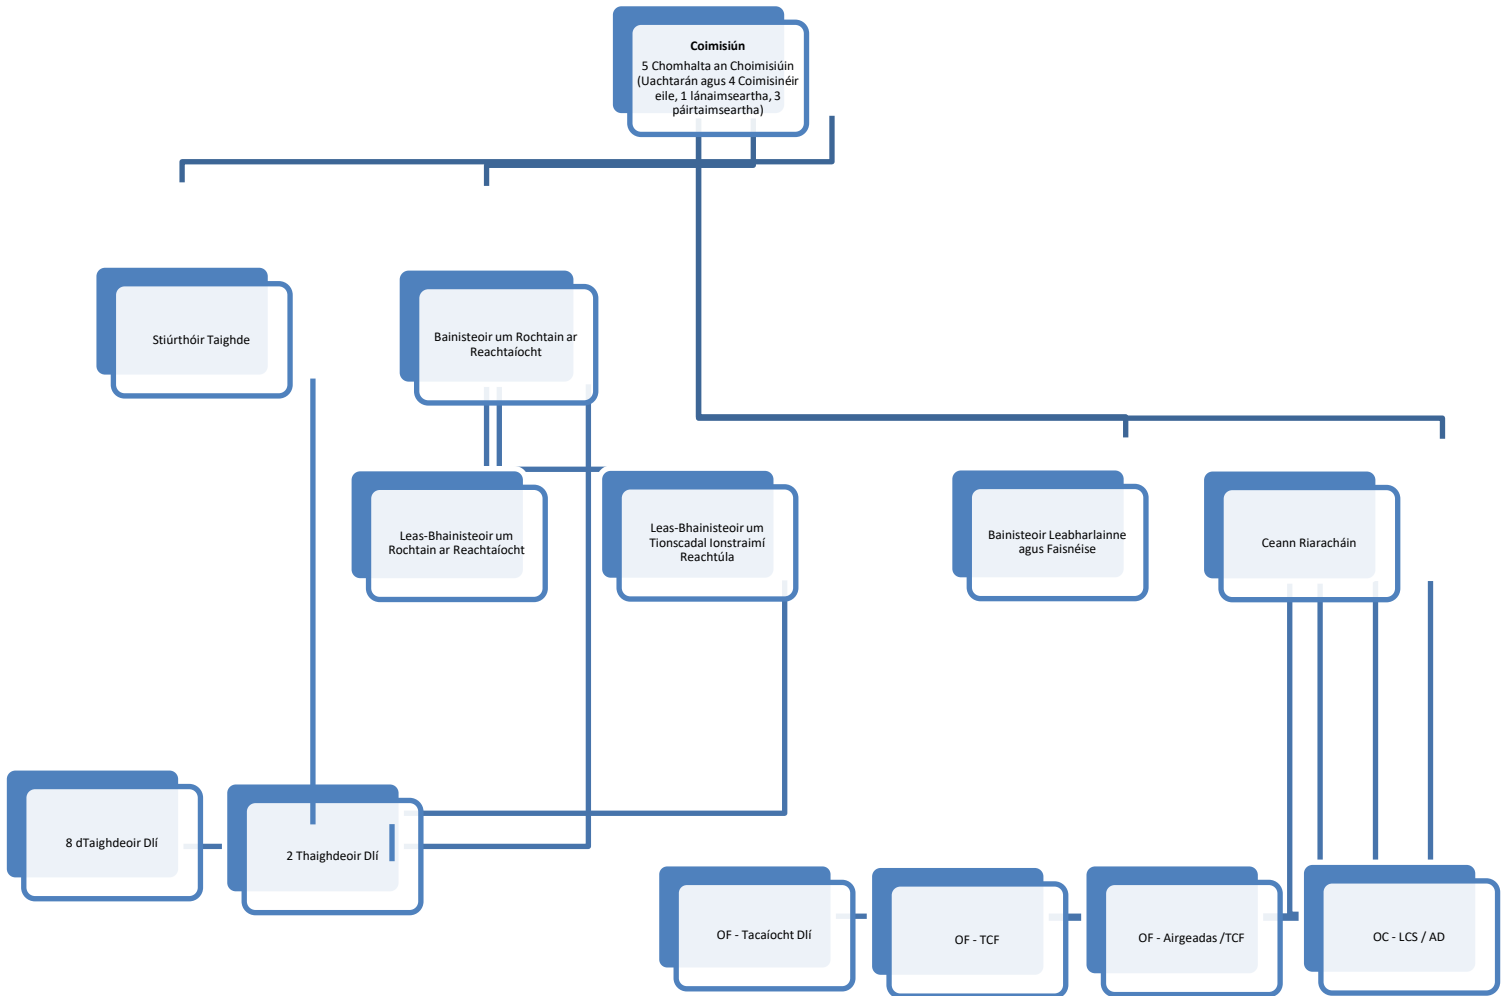 Coimisiún
5 Chomhalta an Choimisiúin
(Uachtarán agus 4 Coimisinéir
eile, 1 lánaimseartha, 3
páirtaimseartha)
Stiúrthóir Taighde
Bainisteoir um Rochtain ar
Reachtaíocht
Leas-Bhainisteoir um
Rochtain ar Reachtaíocht
Leas-Bhainisteoir um
Tionscadal Ionstraimí
Reachtúla
Bainisteoir Leabharlainne
agus Faisnéise
Ceann Riaracháin
8 dTaighdeoir Dlí
2 Thaighdeoir Dlí
OF - Tacaíocht Dlí
OF - TCF
OF - Airgeadas /TCF
OC - LCS / AD